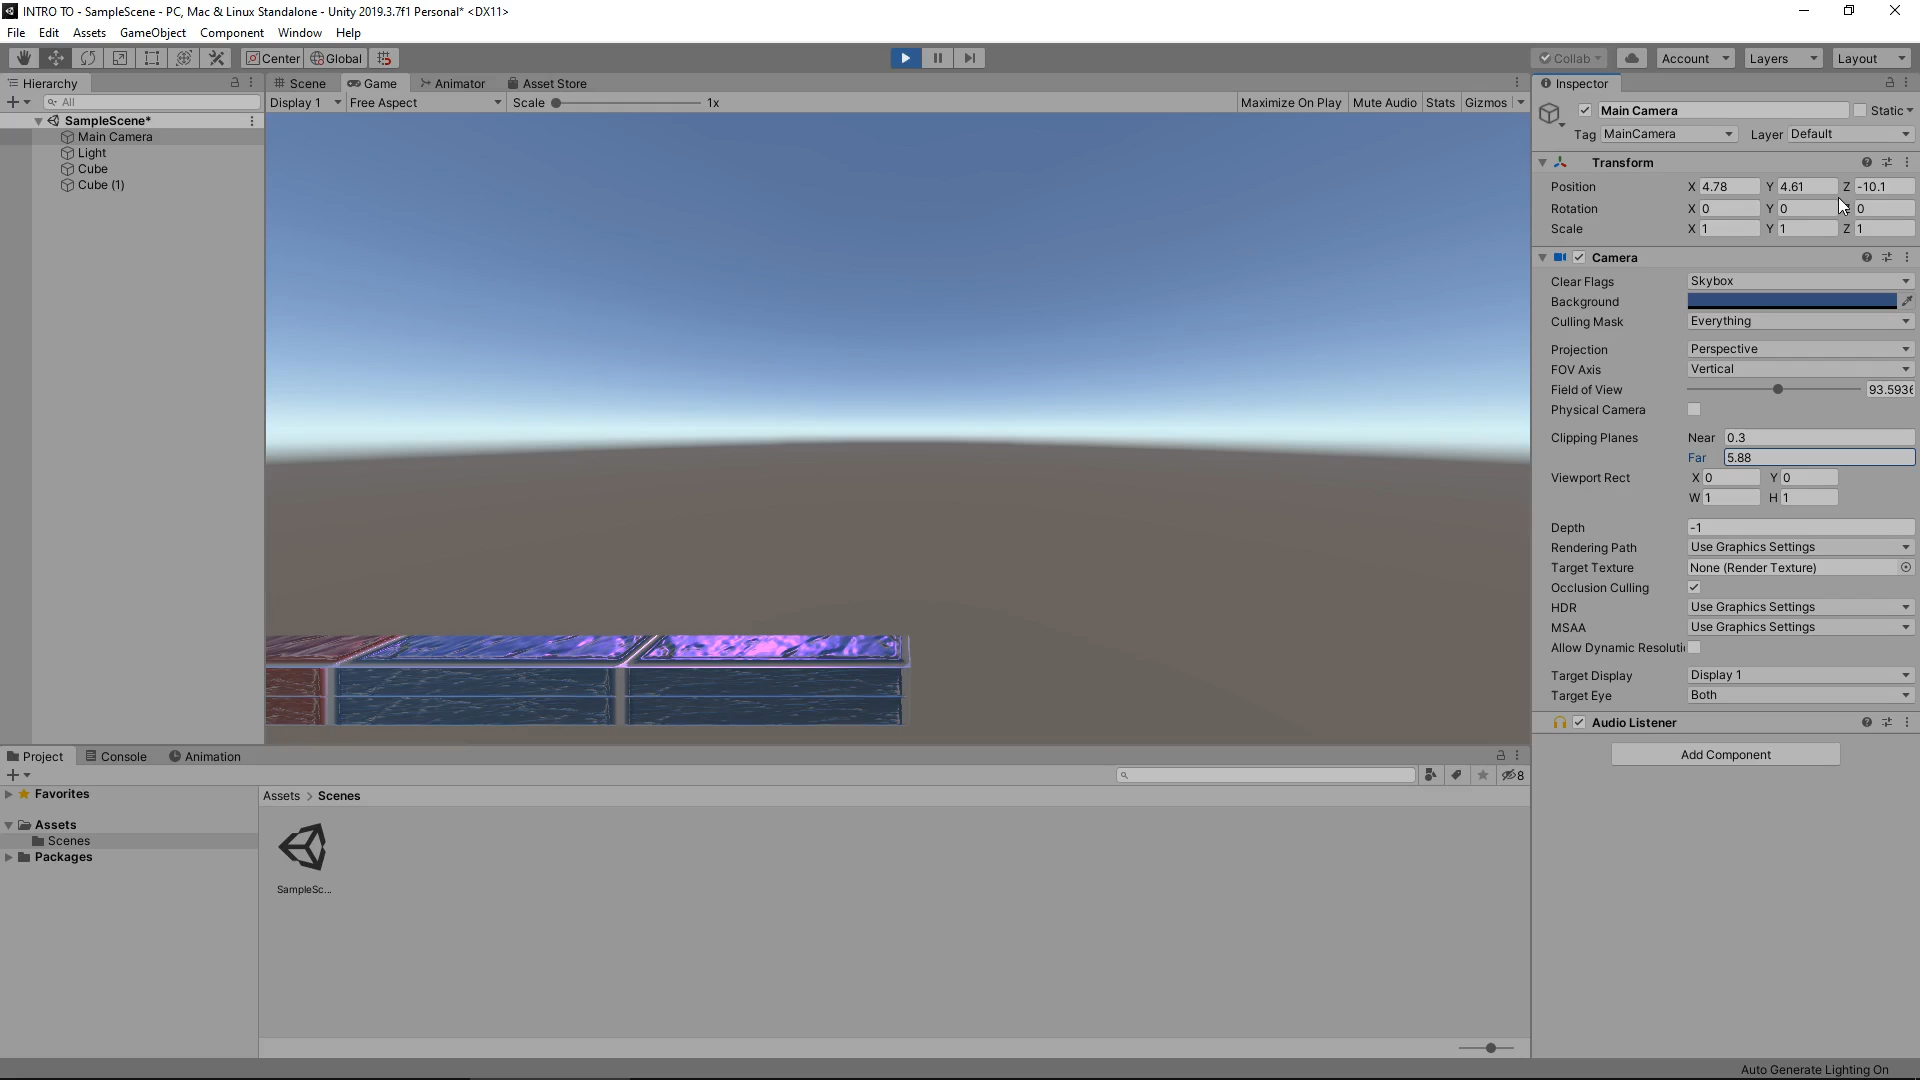 INTRO TO - SampleScene - PC, Mac & Linux Standalone - Unity 2019.3.7f1 Personal* <DX11>
File Edit Assets GameObject Component Window Help
Center Global Collab Account Layers Layout
Hierarchy Scene Game Animator Asset Store Inspector
All Display 1 Free Aspect Scale 1x Maximize On Play Mute Audio Stats Gizmos
SampleScene*
Main Camera
Light
Cube
Cube (1)
Main Camera Static
Tag MainCamera Layer Default
Transform
Position X 4.78 Y 4.61 Z -10.1
Rotation X 0 Y 0 0
Scale X 1 Y 1 Z 1
Camera
Clear Flags Skybox
Background
Culling Mask Everything
Projection Perspective
FOV Axis Vertical
Field of View 93.593
Physical Camera
Clipping Planes Near 0.3
Far 5.88
Viewport Rect X 0 Y 0
W 1 H 1
Depth -1
Rendering Path Use Graphics Settings
Target Texture None (Render Texture)
Occlusion Culling
HDR Use Graphics Settings
MSAA Use Graphics Settings
Allow Dynamic Resoluti
Target Display Display 1
Target Eye Both
Audio Listener
Add Component
Project Console Animation
8
Favorites
Assets
Scenes
Packages
Assets > Scenes
SampleSc...
Auto Generate Lighting On